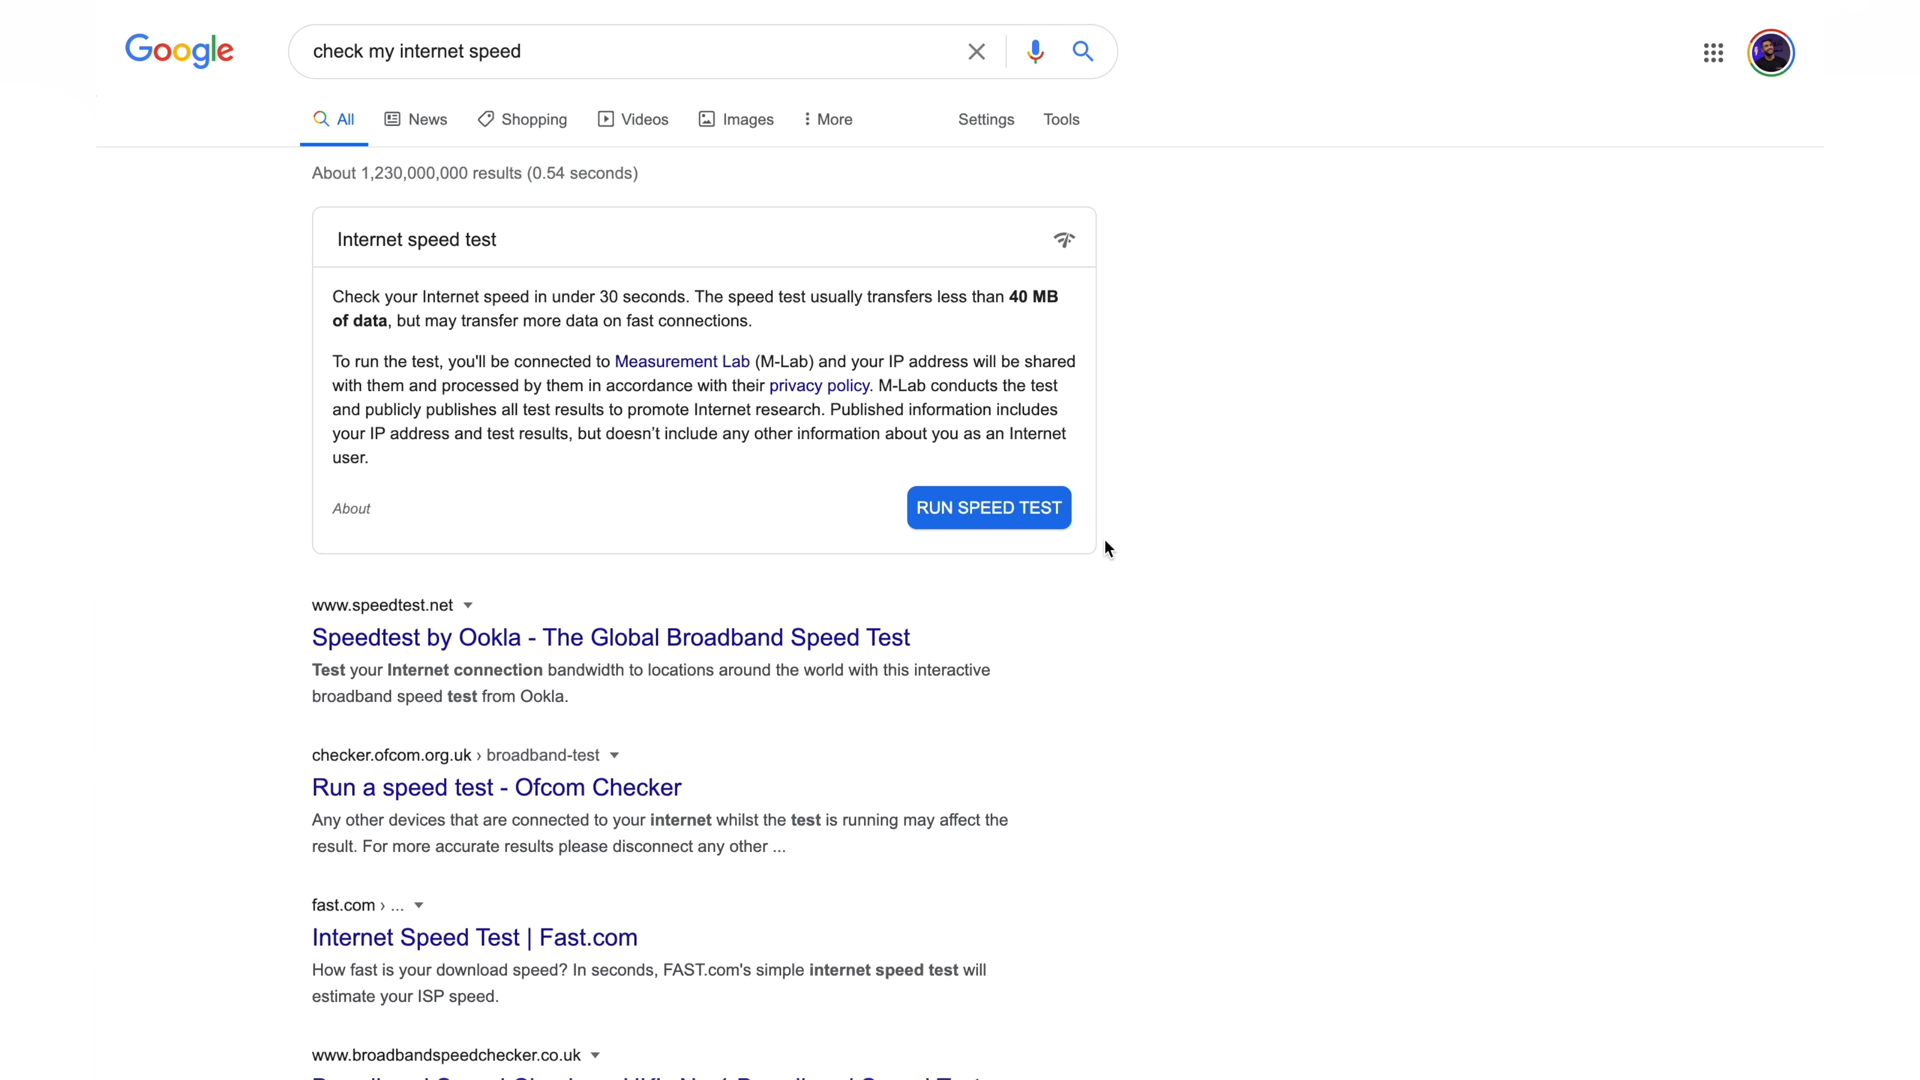 Google
check my internet speed
All News Shopping Videos Images More Settings Tools
About 1,230,000,000 results (0.54 seconds)
Internet speed test
Check your Internet speed in under 30 seconds. The speed test usually transfers less than 40 MB
of data, but may transfer more data on fast connections.
To run the test, you'll be connected to Measurement Lab (M-Lab) and your IP address will be shared
with them and processed by them in accordance with their privacy policy. M-Lab conducts the test
and publicly publishes all test results to promote Internet research. Published information includes
your IP address and test results, but doesn't include any other information about you as an Internet
user.
About
RUN SPEED TEST
www.speedtest.net
Speedtest by Ookla - The Global Broadband Speed Test
Test your Internet connection bandwidth to locations around the world with this interactive
broadband speed test from Ookla.
checker.ofcom.org.uk › broadband-test
Run a speed test - Ofcom Checker
Any other devices that are connected to your internet whilst the test is running may affect the
result. For more accurate results please disconnect any other ...
fast.com › ...
Internet Speed Test | Fast.com
How fast is your download speed? In seconds, FAST.com's simple internet speed test will
estimate your ISP speed.
www.broadbandspeedchecker.co.uk